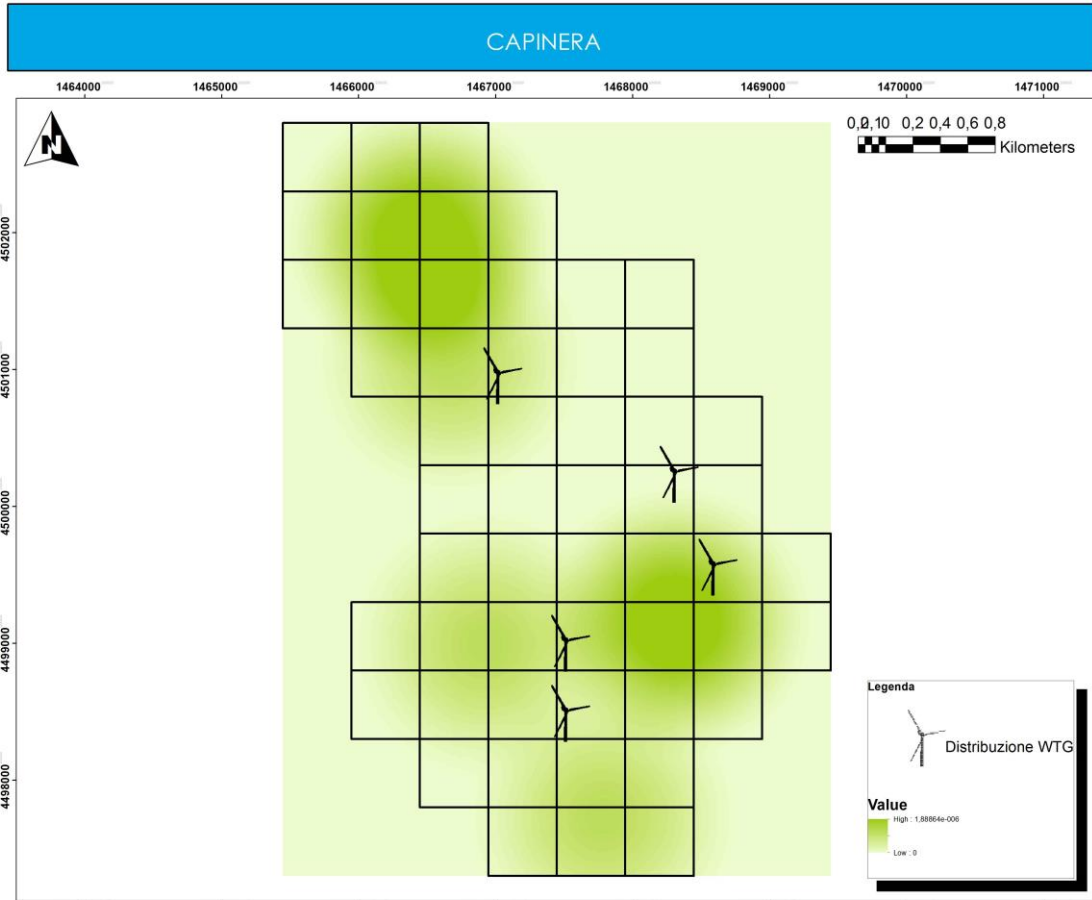 CAPINERA
1464000 1465000 1466000 1467000 1468000 1469000 1470000 1471000
N
0,2 0,4 0,6 0,8
Kilometers
4502000
4501000
4500000
4499000
4498000
Legenda
Distribuzione WTG
Value
High : 1,88864e-006
Low : 0